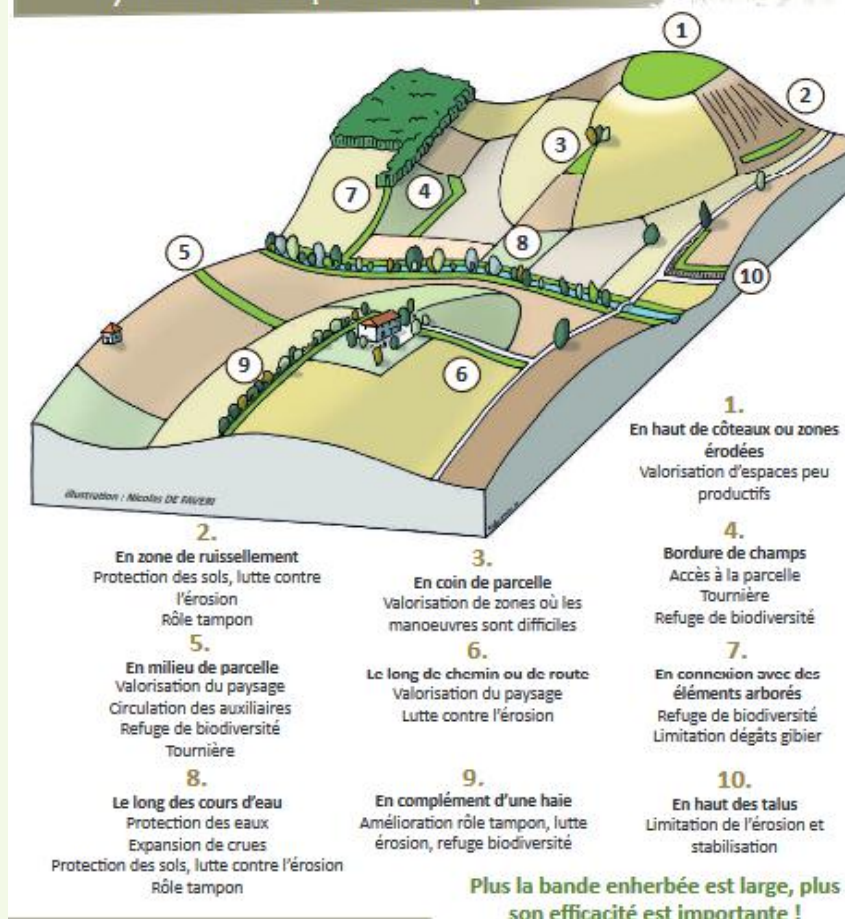 1
2
3
4
5
6
7
8
9
10
illustration : Nicolas DE FAVERI
1.
En haut de côteaux ou zones
érodées
Valorisation d'espaces peu
productifs
2.
En zone de ruissellement
Protection des sols, lutte contre
l'érosion
Rôle tampon
3.
En coin de parcelle
Valorisation de zones où les
manoeuvres sont difficiles
4.
Bordure de champs
Accès à la parcelle
Tournière
Refuge de biodiversité
5.
En milieu de parcelle
Valorisation du paysage
Circulation des auxiliaires
Refuge de biodiversité
Tournière
6.
Le long de chemin ou de route
Valorisation du paysage
Lutte contre l'érosion
7.
En connexion avec des
éléments arborés
Refuge de biodiversité
Limitation dégâts gibier
8.
Le long des cours d'eau
Protection des eaux
Expansion de crues
Protection des sols, lutte contre l'érosion
Rôle tampon
9.
En complément d'une haie
Amélioration rôle tampon, lutte
érosion, refuge biodiversité
10.
En haut des talus
Limitation de l'érosion et
stabilisation
Plus la bande enherbée est large, plus
son efficacité est importante !